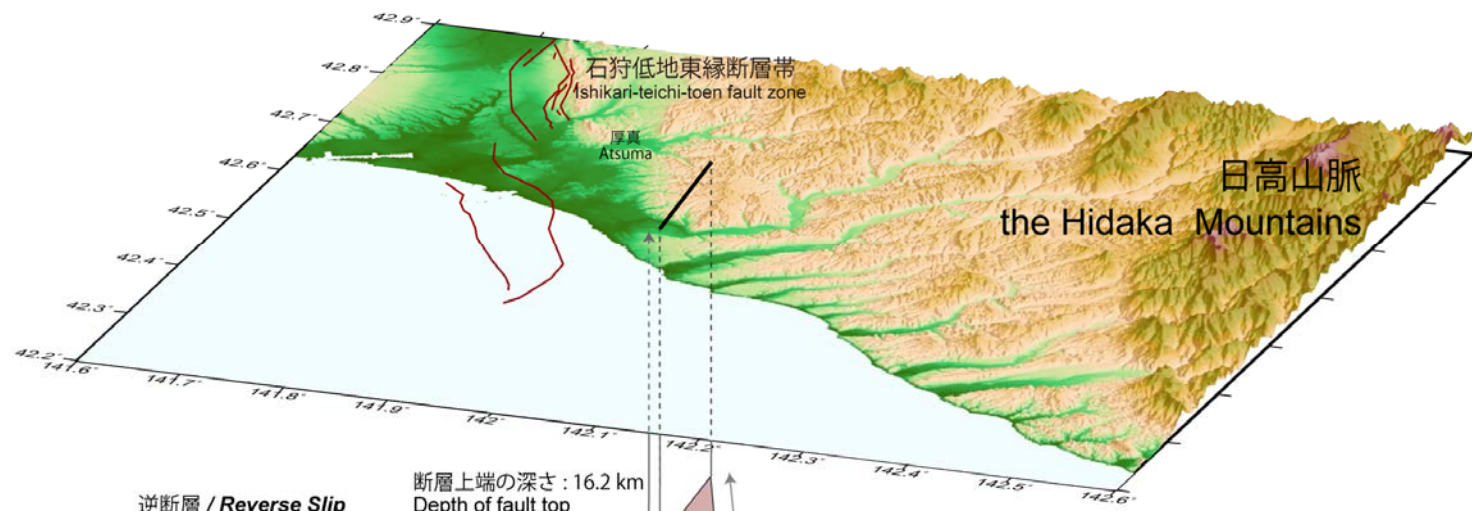 42.9°
42.8°
42.7°
42.6°
42.5°
42.4°
42.3°
42.2°
141.6°
141.7°
141.8°
141.9°
142°
142.1°
142.2°
142.3°
142.4°
142.5°
142.6°
石狩低地東縁断層帯
Ishikari-teichi-toen fault zone
厚真
Atsuma
日高山脈
the Hidaka Mountains
逆断層 / Reverse Slip
断層上端の深さ : 16.2 km
Depth of fault top